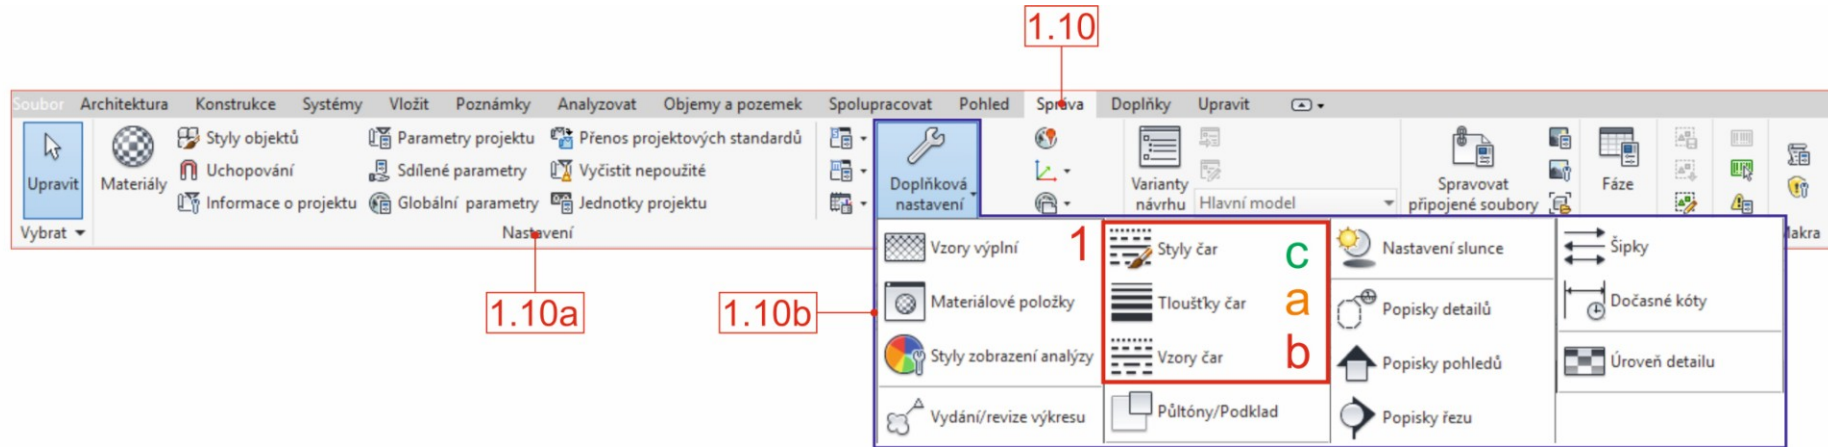 1.10
Soubor Architektura Konstrukce Systémy Vložit Poznámky Analyzovat Objemy a pozemek Spolupracovat Pohled Správa Doplňky Upravit
Styly objektů Parametry projektu Přenos projektových standardů
Uchopování Sdílené parametry Vyčistit nepoužité
Informace o projektu Globální parametry Jednotky projektu
Upravit Materiály
Doplňková
nastavení
Varianty
návrhu Hlavní model
Spravovat
připojené soubory
Fáze
Vybrat Nastavení
Makra
1.10a 1.10b
1
Vzory výplní
Materiálové položky
Styly zobrazení analýzy
Vydání/revize výkresu
Styly čar c
Tloušťky čar a
Vzory čar b
Půltóny/Podklad
Nastavení slunce
Popisky detailů
Popisky pohledů
Popisky řezu
Šipky
Dočasné kóty
Úroveň detailu